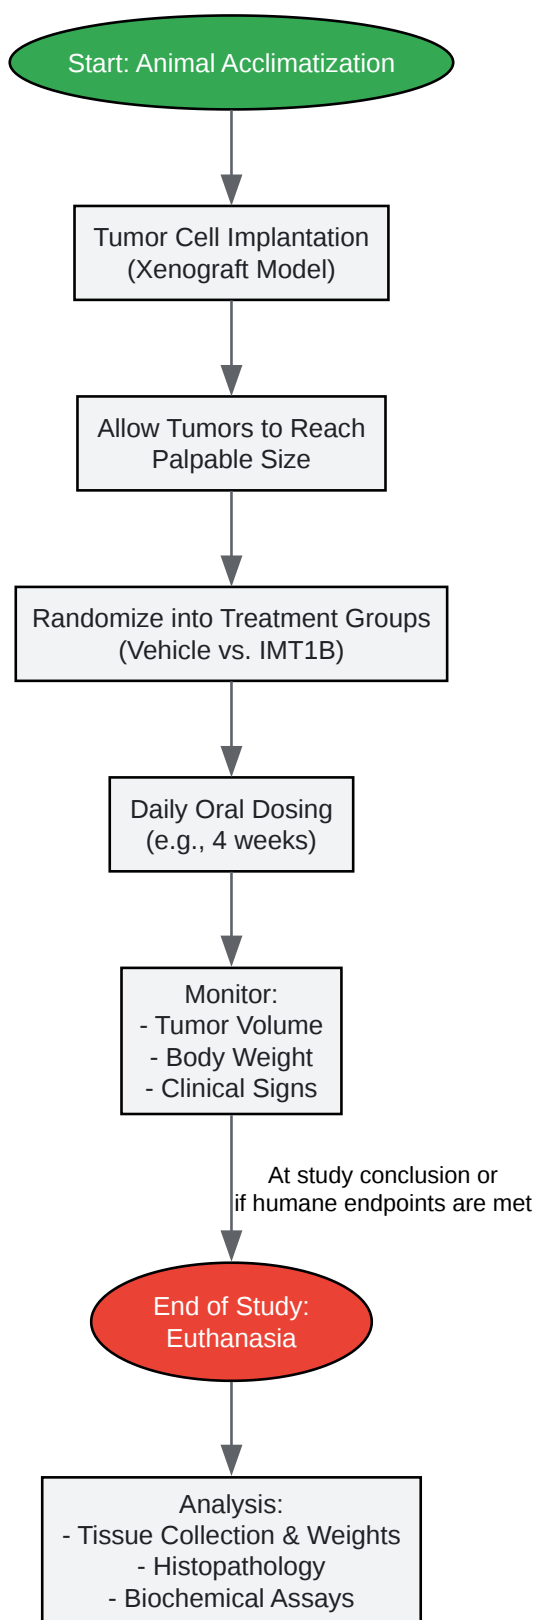 Start: Animal Acclimatization
Tumor Cell Implantation
(Xenograft Model)
Allow Tumors to Reach
Palpable Size
Randomize into Treatment Groups
(Vehicle vs. IMT1B)
Daily Oral Dosing
(e.g., 4 weeks)
Monitor:
- Tumor Volume
- Body Weight
- Clinical Signs
At study conclusion or
if humane endpoints are met
End of Study:
Euthanasia
Analysis:
- Tissue Collection & Weights
- Histopathology
- Biochemical Assays